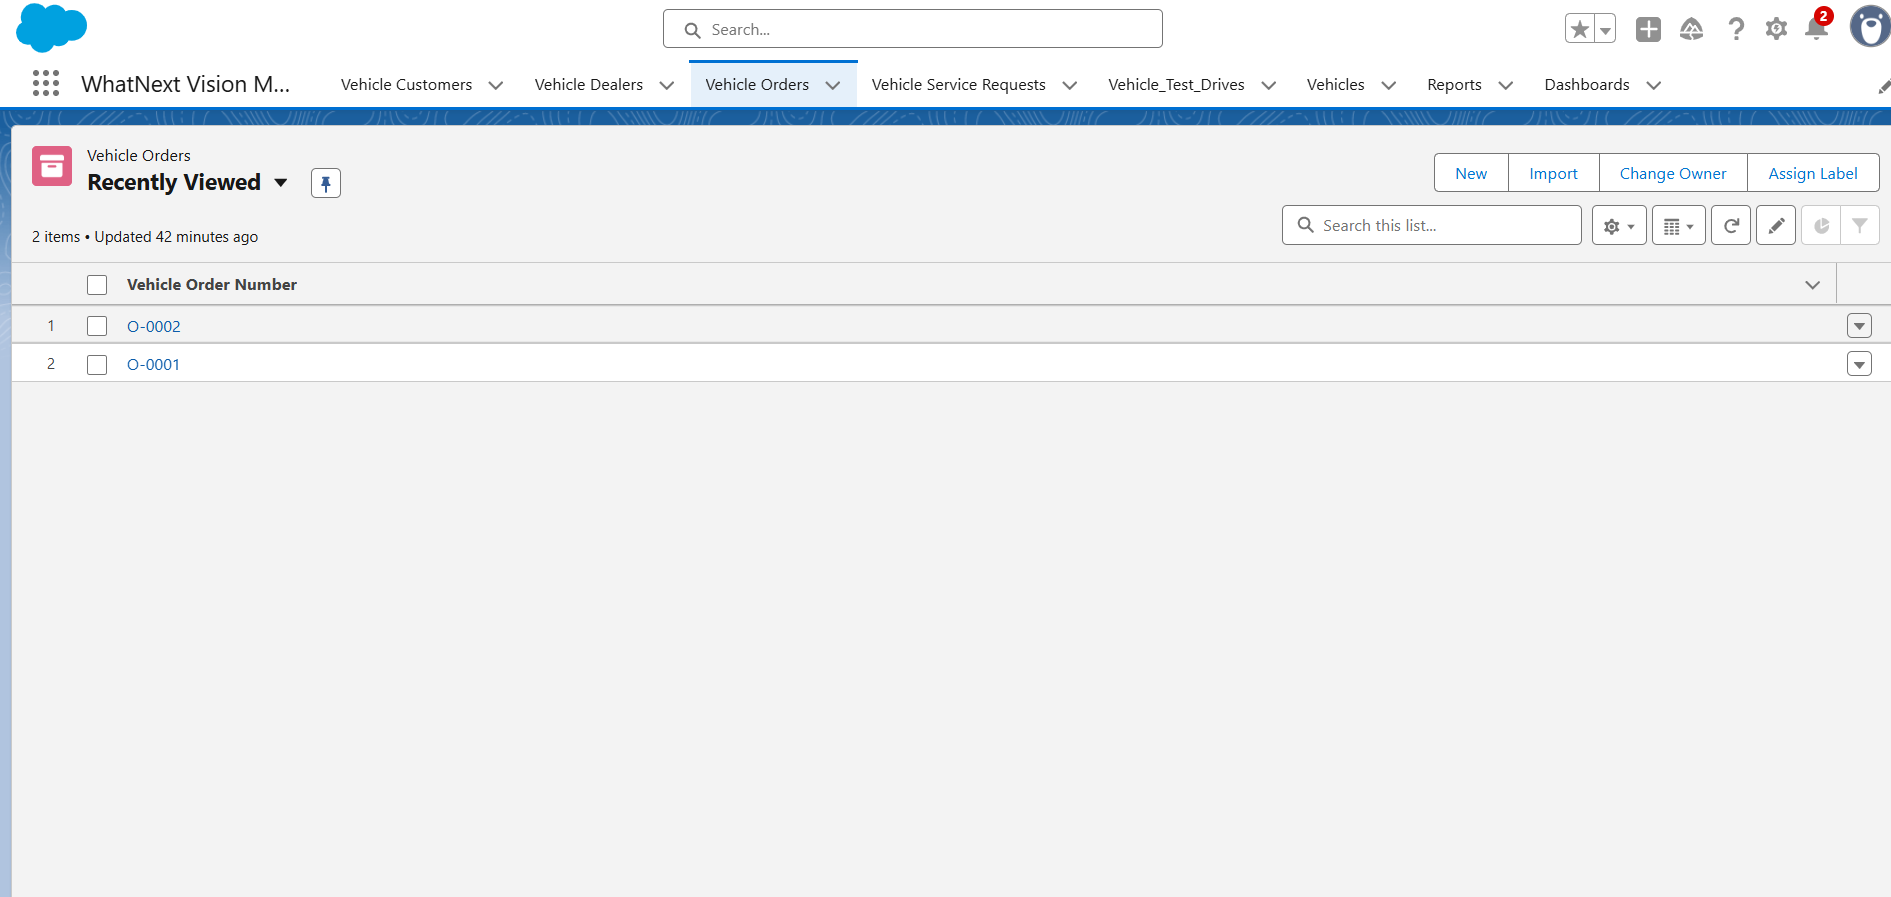 Search...
2
WhatNext Vision M...
Vehicle Customers
Vehicle Dealers
Vehicle Orders
Vehicle Service Requests
Vehicle_Test_Drives
Vehicles
Reports
Dashboards
Vehicle Orders
Recently Viewed
New
Import
Change Owner
Assign Label
2 items • Updated 42 minutes ago
Search this list...
Vehicle Order Number
1 O-0002
2 O-0001